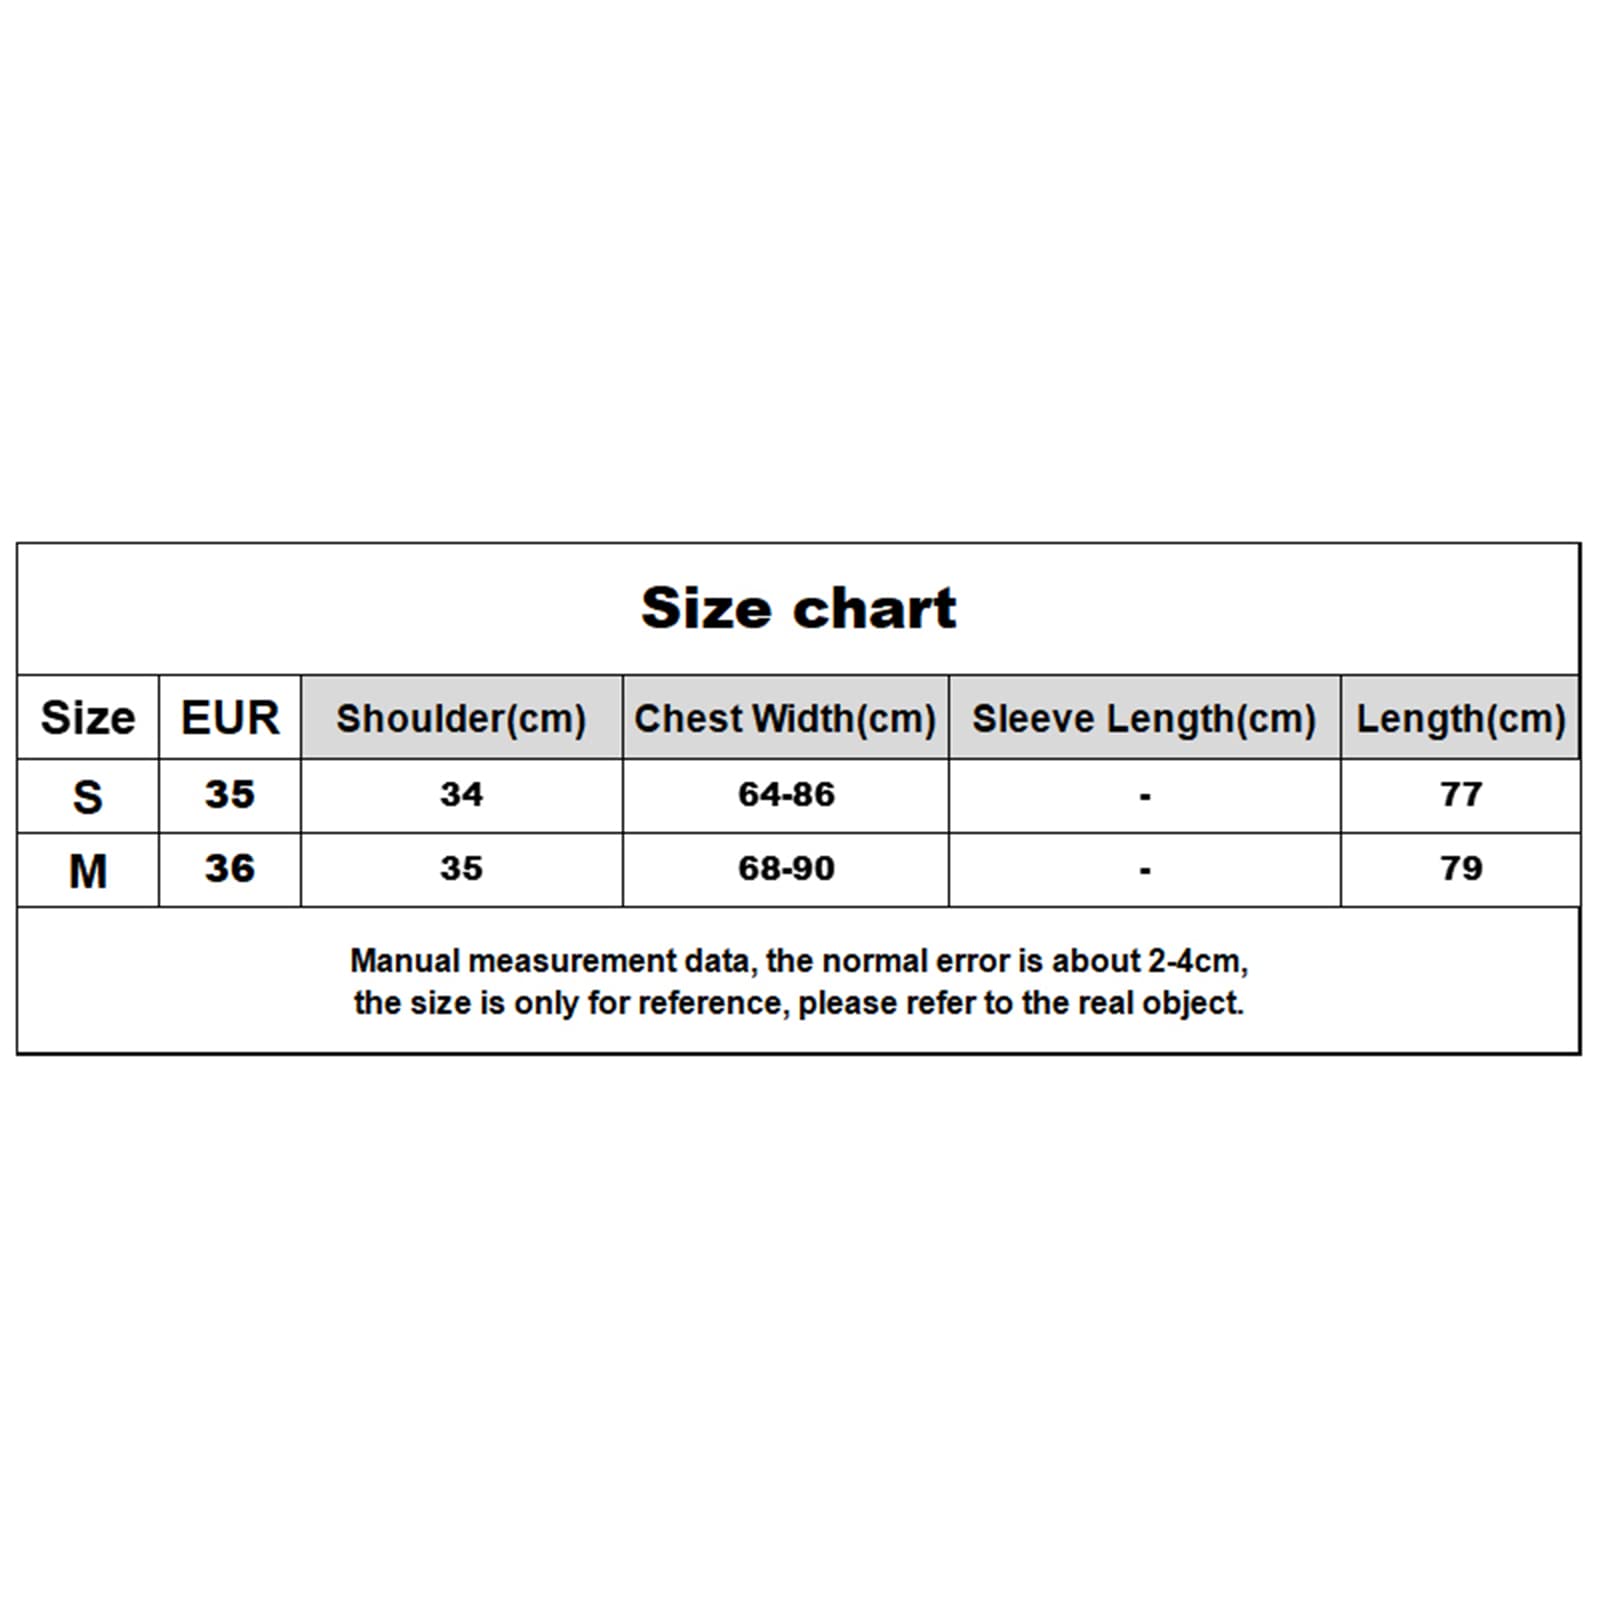 Size chart
Size EUR Shoulder(cm) Chest Width(cm) Sleeve Length(cm) Length(cm)
S 35 34 64-86 - 77
M 36 35 68-90 - 79
Manual measurement data, the normal error is about 2-4cm,
the size is only for reference, please refer to the real object.